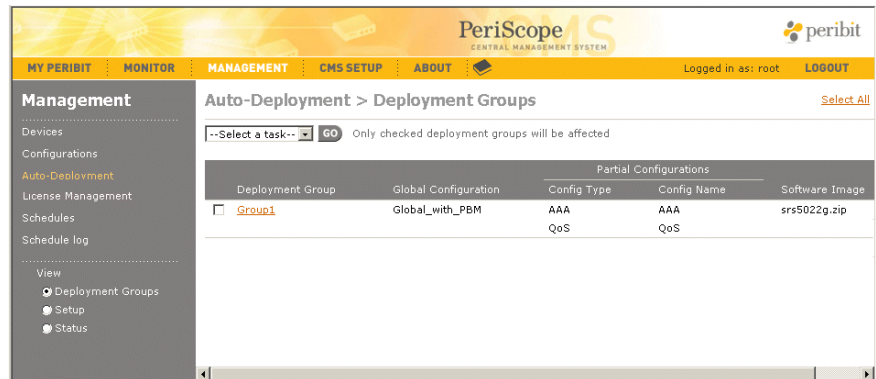 PeriScope
CENTRAL MANAGEMENT SYSTEM
CMS
peribit
MY PERIBIT MONITOR MANAGEMENT CMS SETUP ABOUT Logged in as: root LOGOUT
Management
Auto-Deployment > Deployment Groups
Select All
Devices
Configurations
Auto-Deployment
License Management
Schedules
Schedule log
View
Deployment Groups
Setup
Status
--Select a task-- GO Only checked deployment groups will be affected
Partial Configurations
Deployment Group Global Configuration Config Type Config Name Software Image
Group1 Global_with_PBM AAA AAA srs5022g.zip
QoS QoS